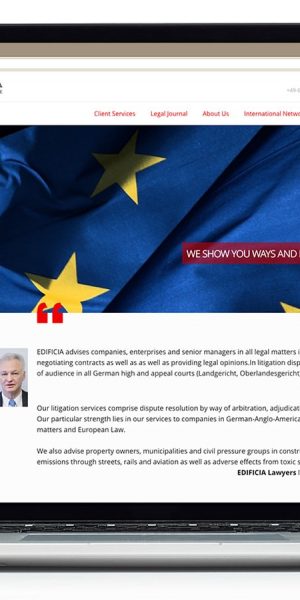 Client Services Legal Journal About Us International Netwo
WE SHOW YOU WAYS AND
EDIFICIA advises companies, enterprises and senior managers in all legal matters i
negotiating contracts as well as as well as providing legal opinions.In litigation disp
of audience in all German high and appeal courts (Landgericht, Oberlandesgericht
Our litigation services comprise dispute resolution by way of arbitration, adjudicat
Our particular strength lies in our services to companies in German-Anglo-America
matters and European Law.
We also advise property owners, municipalities and civil pressure groups in constr
emissions through streets, rails and aviation as well as adverse effects from toxic s
EDIFICIA Lawyers